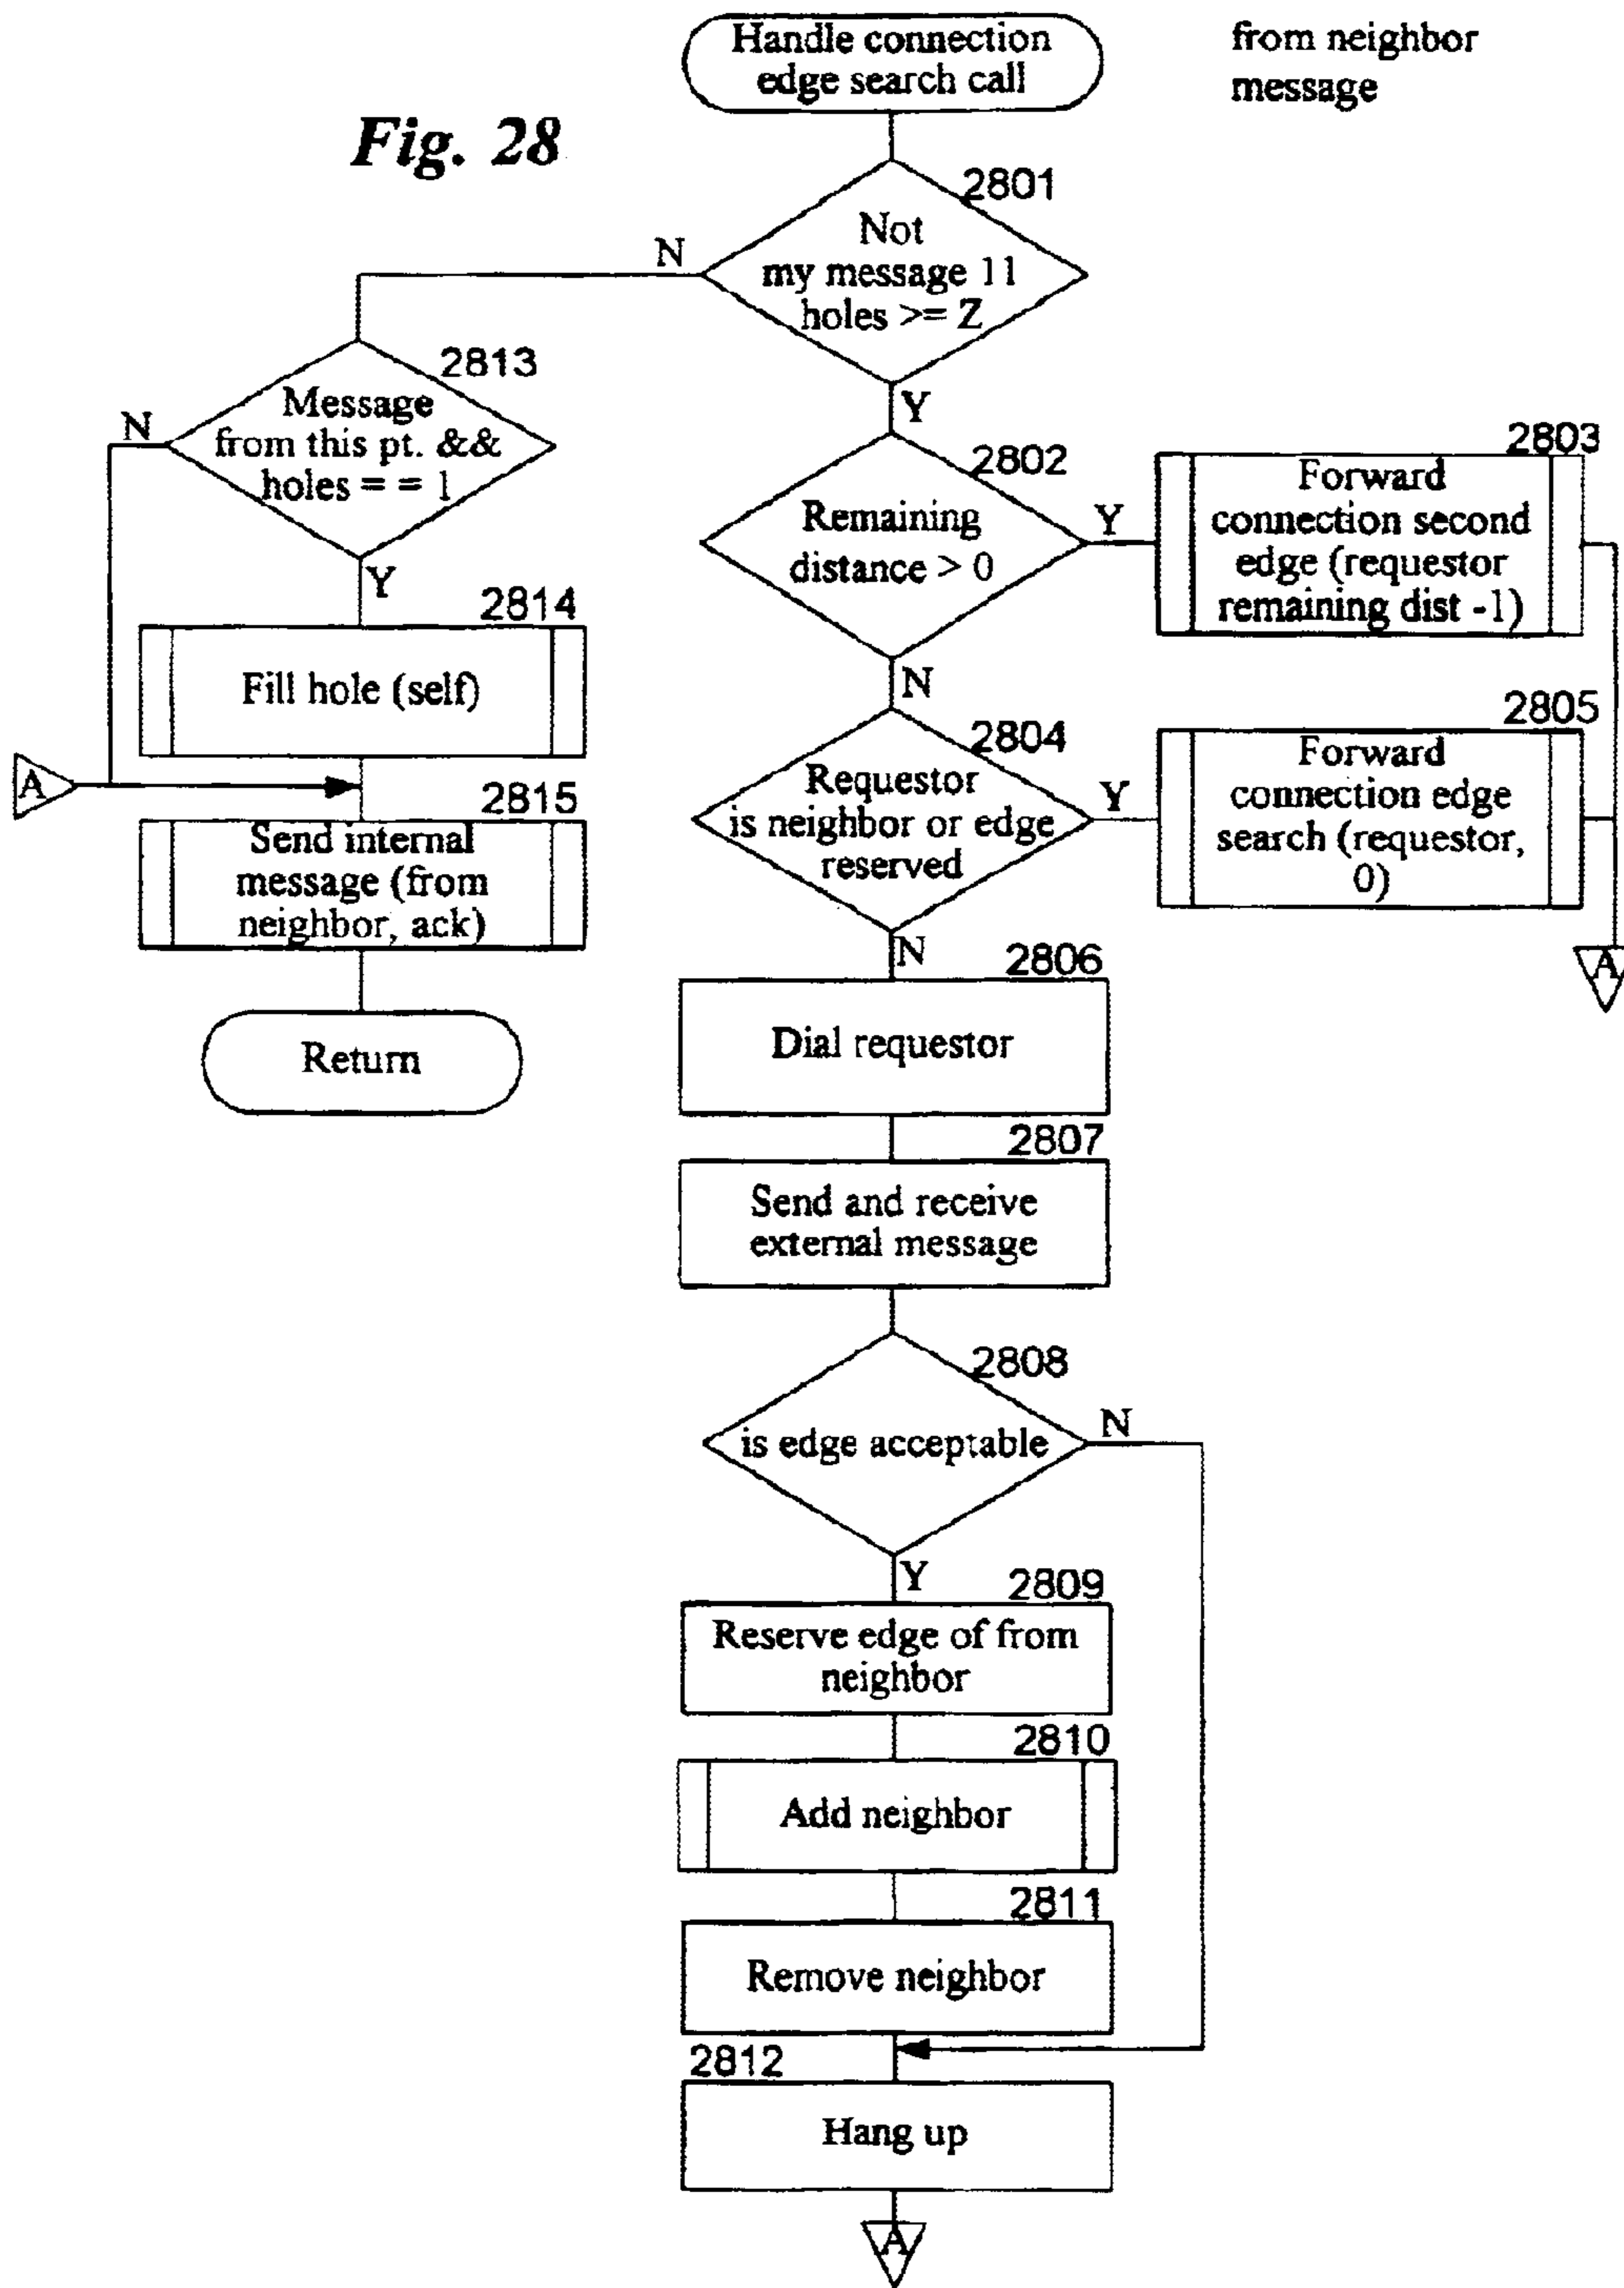 Handle connection
edge search call
from neighbor
message
Fig. 28
2801
Not
my message 11
holes >= Z
N
Y
2813
Message
from this pt. &&
holes = = 1
N
Y
2802
Remaining
distance > 0
Y
N
2803
Forward
connection second
edge (requestor
remaining dist -1)
2814
Fill hole (self)
A
2815
Send internal
message (from
neighbor, ack)
Return
2804
Requestor
is neighbor or edge
reserved
Y
N
2805
Forward
connection edge
search (requestor,
0)
A
2806
Dial requestor
2807
Send and receive
external message
2808
is edge acceptable
N
Y
2809
Reserve edge of from
neighbor
2810
Add neighbor
2811
Remove neighbor
2812
Hang up
A